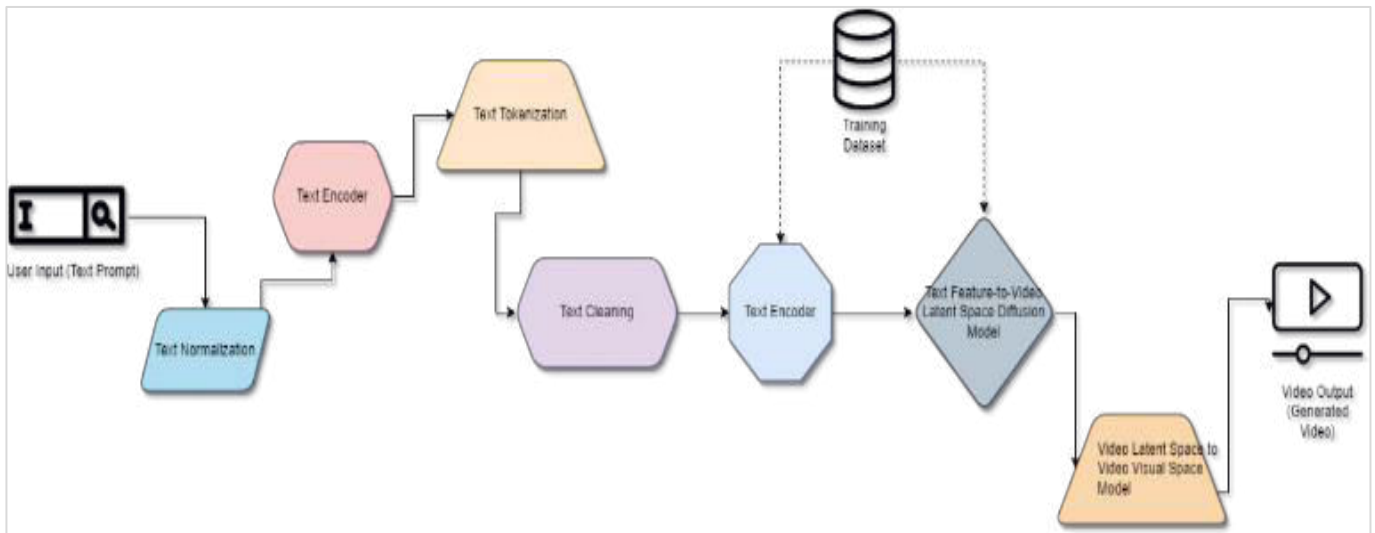 User Input (Text Prompt)
Text Normalization
Text Encoder
Text Tokenization
Text Cleaning
Text Encoder
Training
Dataset
Text Feature-to-Video
Latent Space Diffusion
Model
Video Latent Space to
Video Visual Space
Model
Video Output
(Generated
Video)